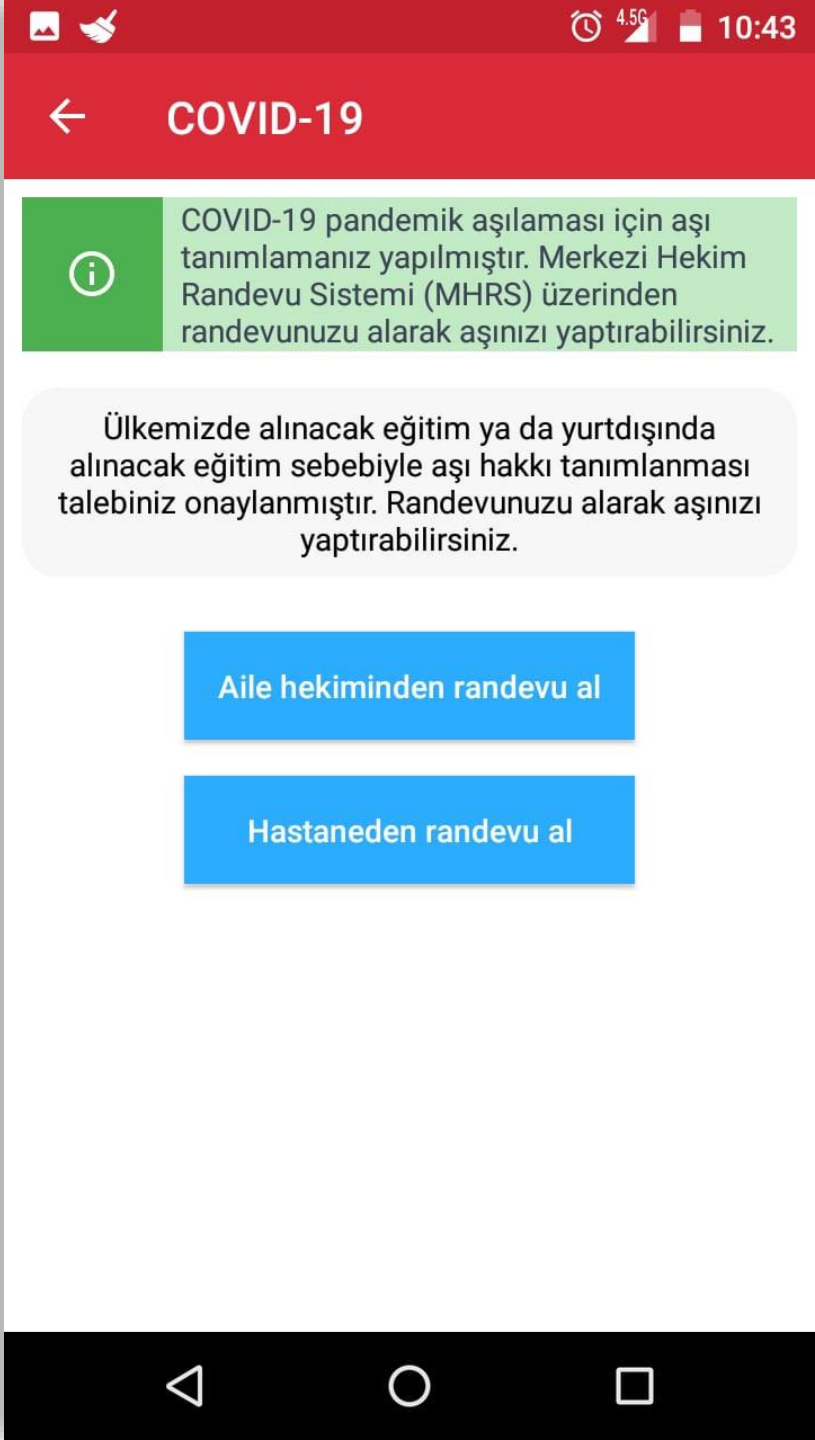 4.5G 10:43
COVID-19
COVID-19 pandemik aşılaması için aşı
tanımlamanız yapılmıştır. Merkezi Hekim
Randevu Sistemi (MHRS) üzerinden
randevunuzu alarak aşınızı yaptırabilirsiniz.
Ülkemizde alınacak eğitim ya da yurtdışında
alınacak eğitim sebebiyle aşı hakkı tanımlanması
talebiniz onaylanmıştır. Randevunuzu alarak aşınızı
yaptırabilirsiniz.
Aile hekiminden randevu al
Hastaneden randevu al